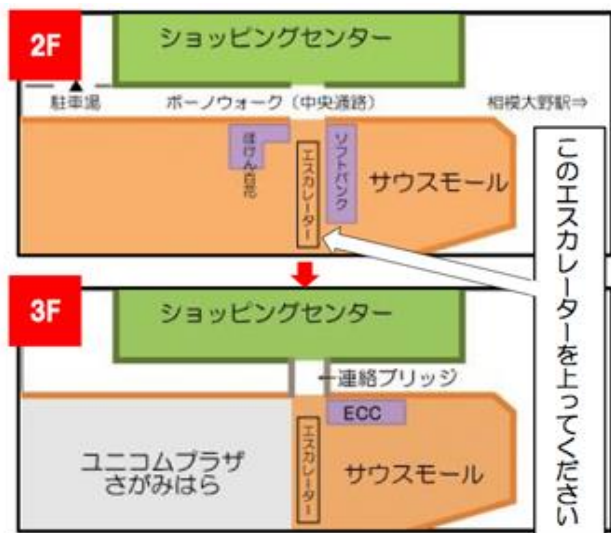 2F
ショッピングセンター
駐車場
ボーノウォーク（中央通路）
相模大野駅⇒
ほけん百花
エスカレーター
ソフトバンク
サウスモール
このエスカレーターを上ってください
3F
ショッピングセンター
連絡ブリッジ
ECC
ユニコムプラザ
さがみはら
エスカレーター
サウスモール